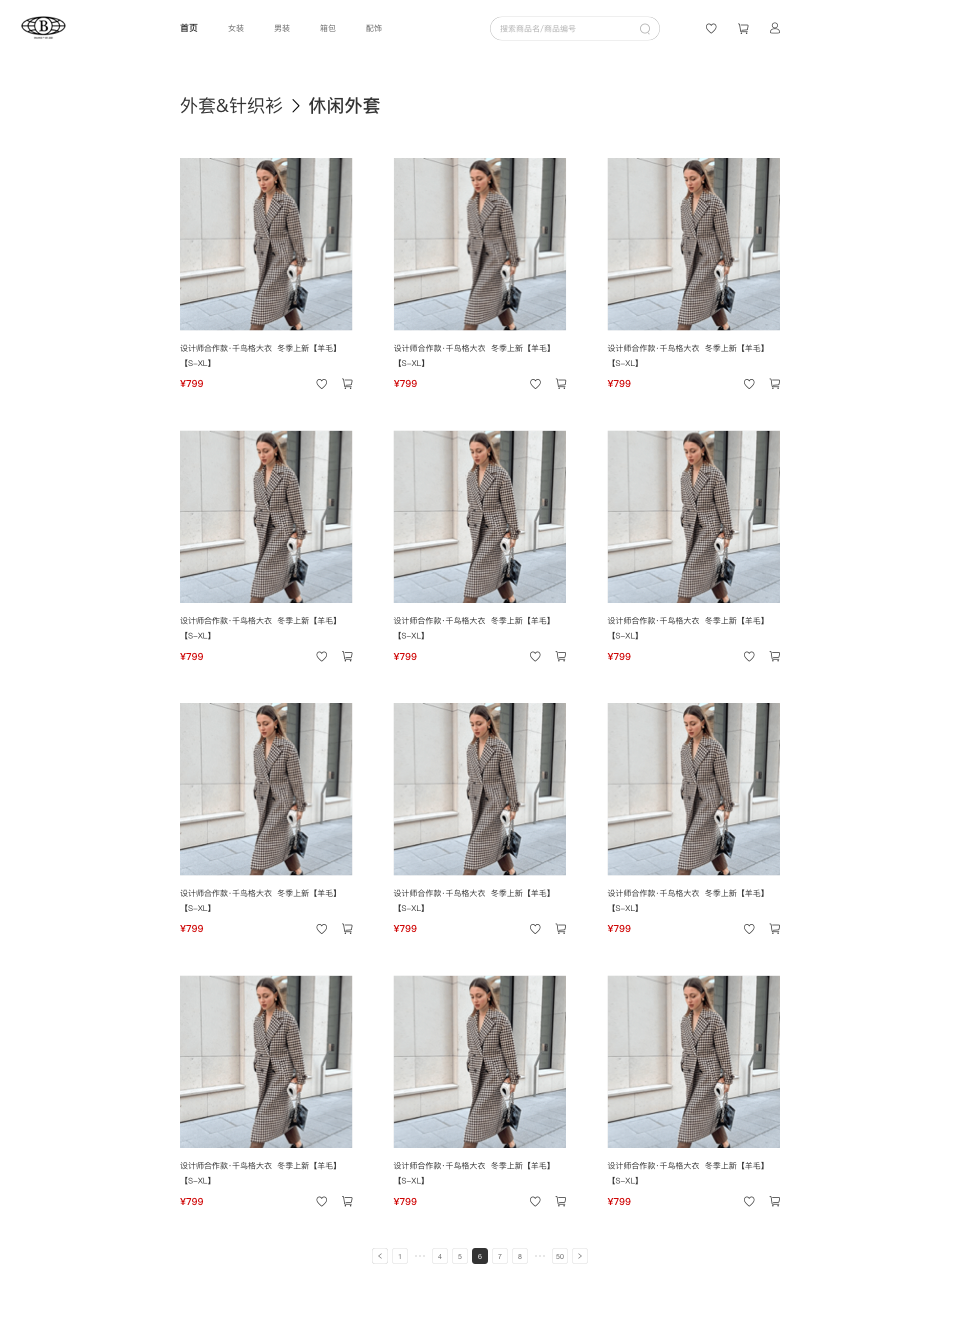 B
首页 女装 男装 箱包 配饰 搜索商品名/商品编号
外套&针织衫 > 休闲外套
设计师合作款·千鸟格大衣 冬季上新【羊毛】
【S-XL】
¥799
设计师合作款·千鸟格大衣 冬季上新【羊毛】
【S-XL】
¥799
设计师合作款·千鸟格大衣 冬季上新【羊毛】
【S-XL】
¥799
设计师合作款·千鸟格大衣 冬季上新【羊毛】
【S-XL】
¥799
设计师合作款·千鸟格大衣 冬季上新【羊毛】
【S-XL】
¥799
设计师合作款·千鸟格大衣 冬季上新【羊毛】
【S-XL】
¥799
设计师合作款·千鸟格大衣 冬季上新【羊毛】
【S-XL】
¥799
设计师合作款·千鸟格大衣 冬季上新【羊毛】
【S-XL】
¥799
设计师合作款·千鸟格大衣 冬季上新【羊毛】
【S-XL】
¥799
设计师合作款·千鸟格大衣 冬季上新【羊毛】
【S-XL】
¥799
设计师合作款·千鸟格大衣 冬季上新【羊毛】
【S-XL】
¥799
设计师合作款·千鸟格大衣 冬季上新【羊毛】
【S-XL】
¥799
< 1 ··· 4 5 6 7 8 ··· 50 >